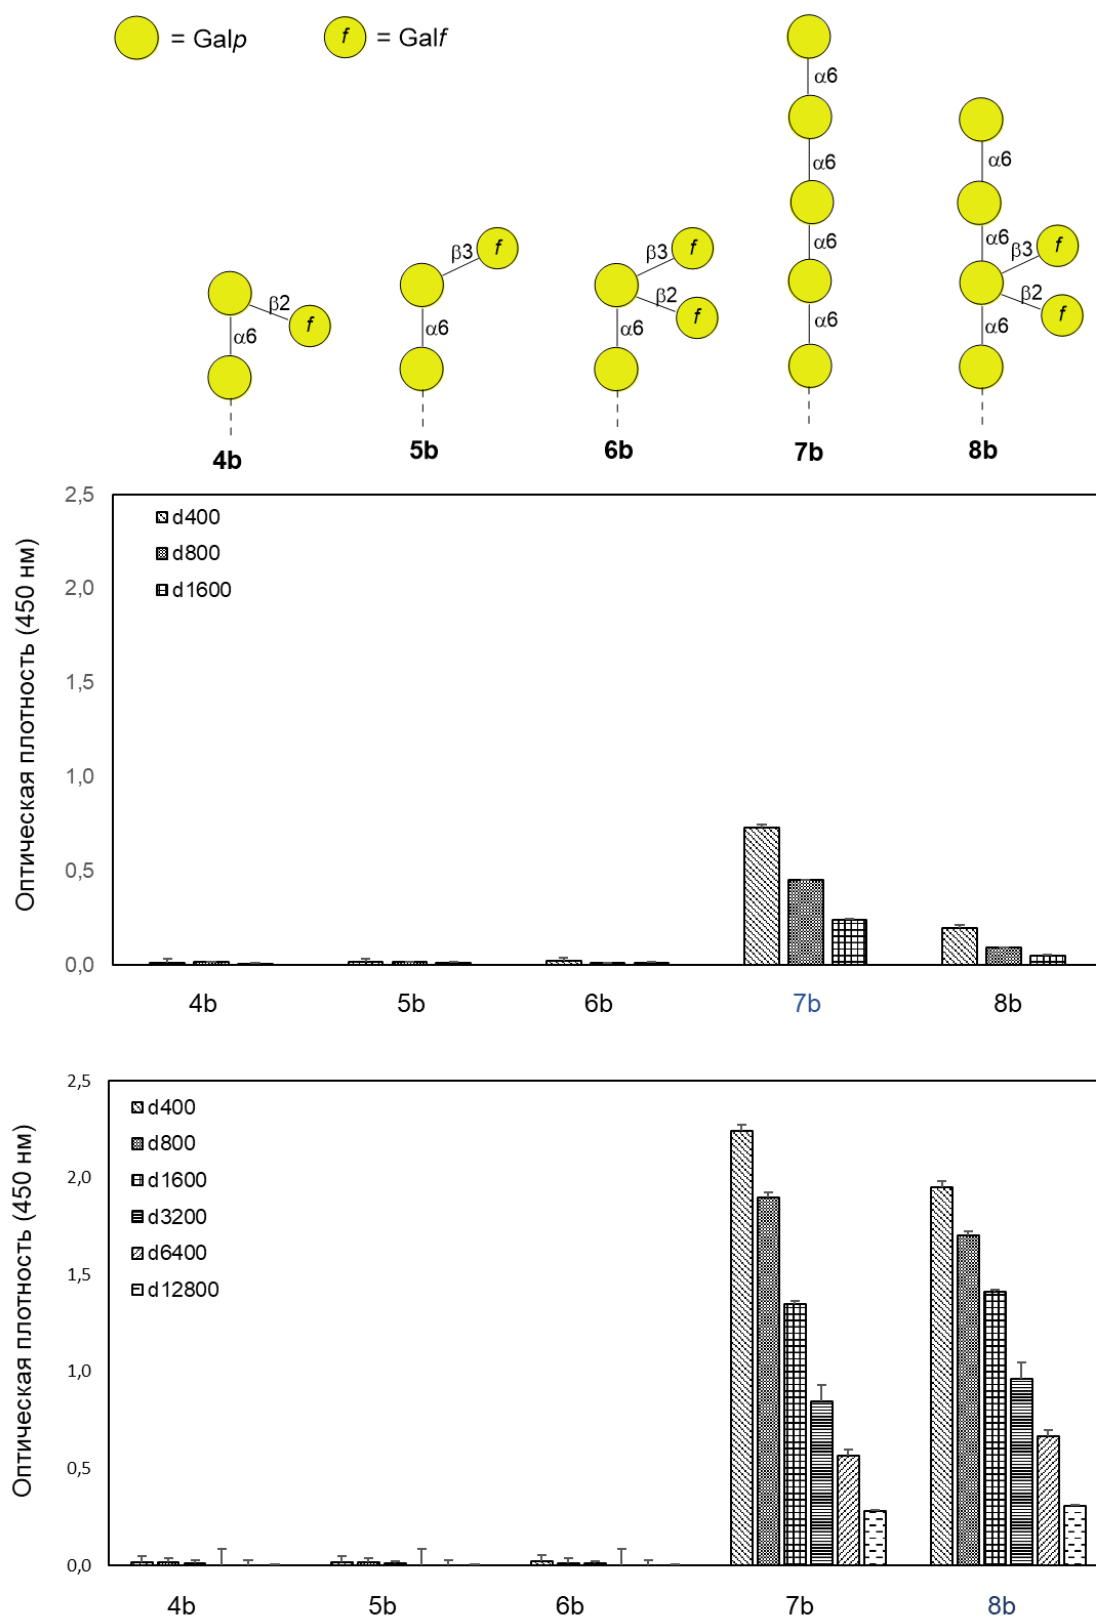 = Galp
f = Galf
α6
α6
α6
α6
β2
f
α6
4b
β3
f
α6
5b
β3
f
β2
f
α6
6b
7b
α6
α6
β3
f
β2
f
α6
8b
Оптическая плотность (450 нм)
2,5
2,0
1,5
1,0
0,5
0,0
d400
d800
d1600
4b 5b 6b 7b 8b
Оптическая плотность (450 нм)
2,5
2,0
1,5
1,0
0,5
0,0
d400
d800
d1600
d3200
d6400
d12800
4b 5b 6b 7b 8b